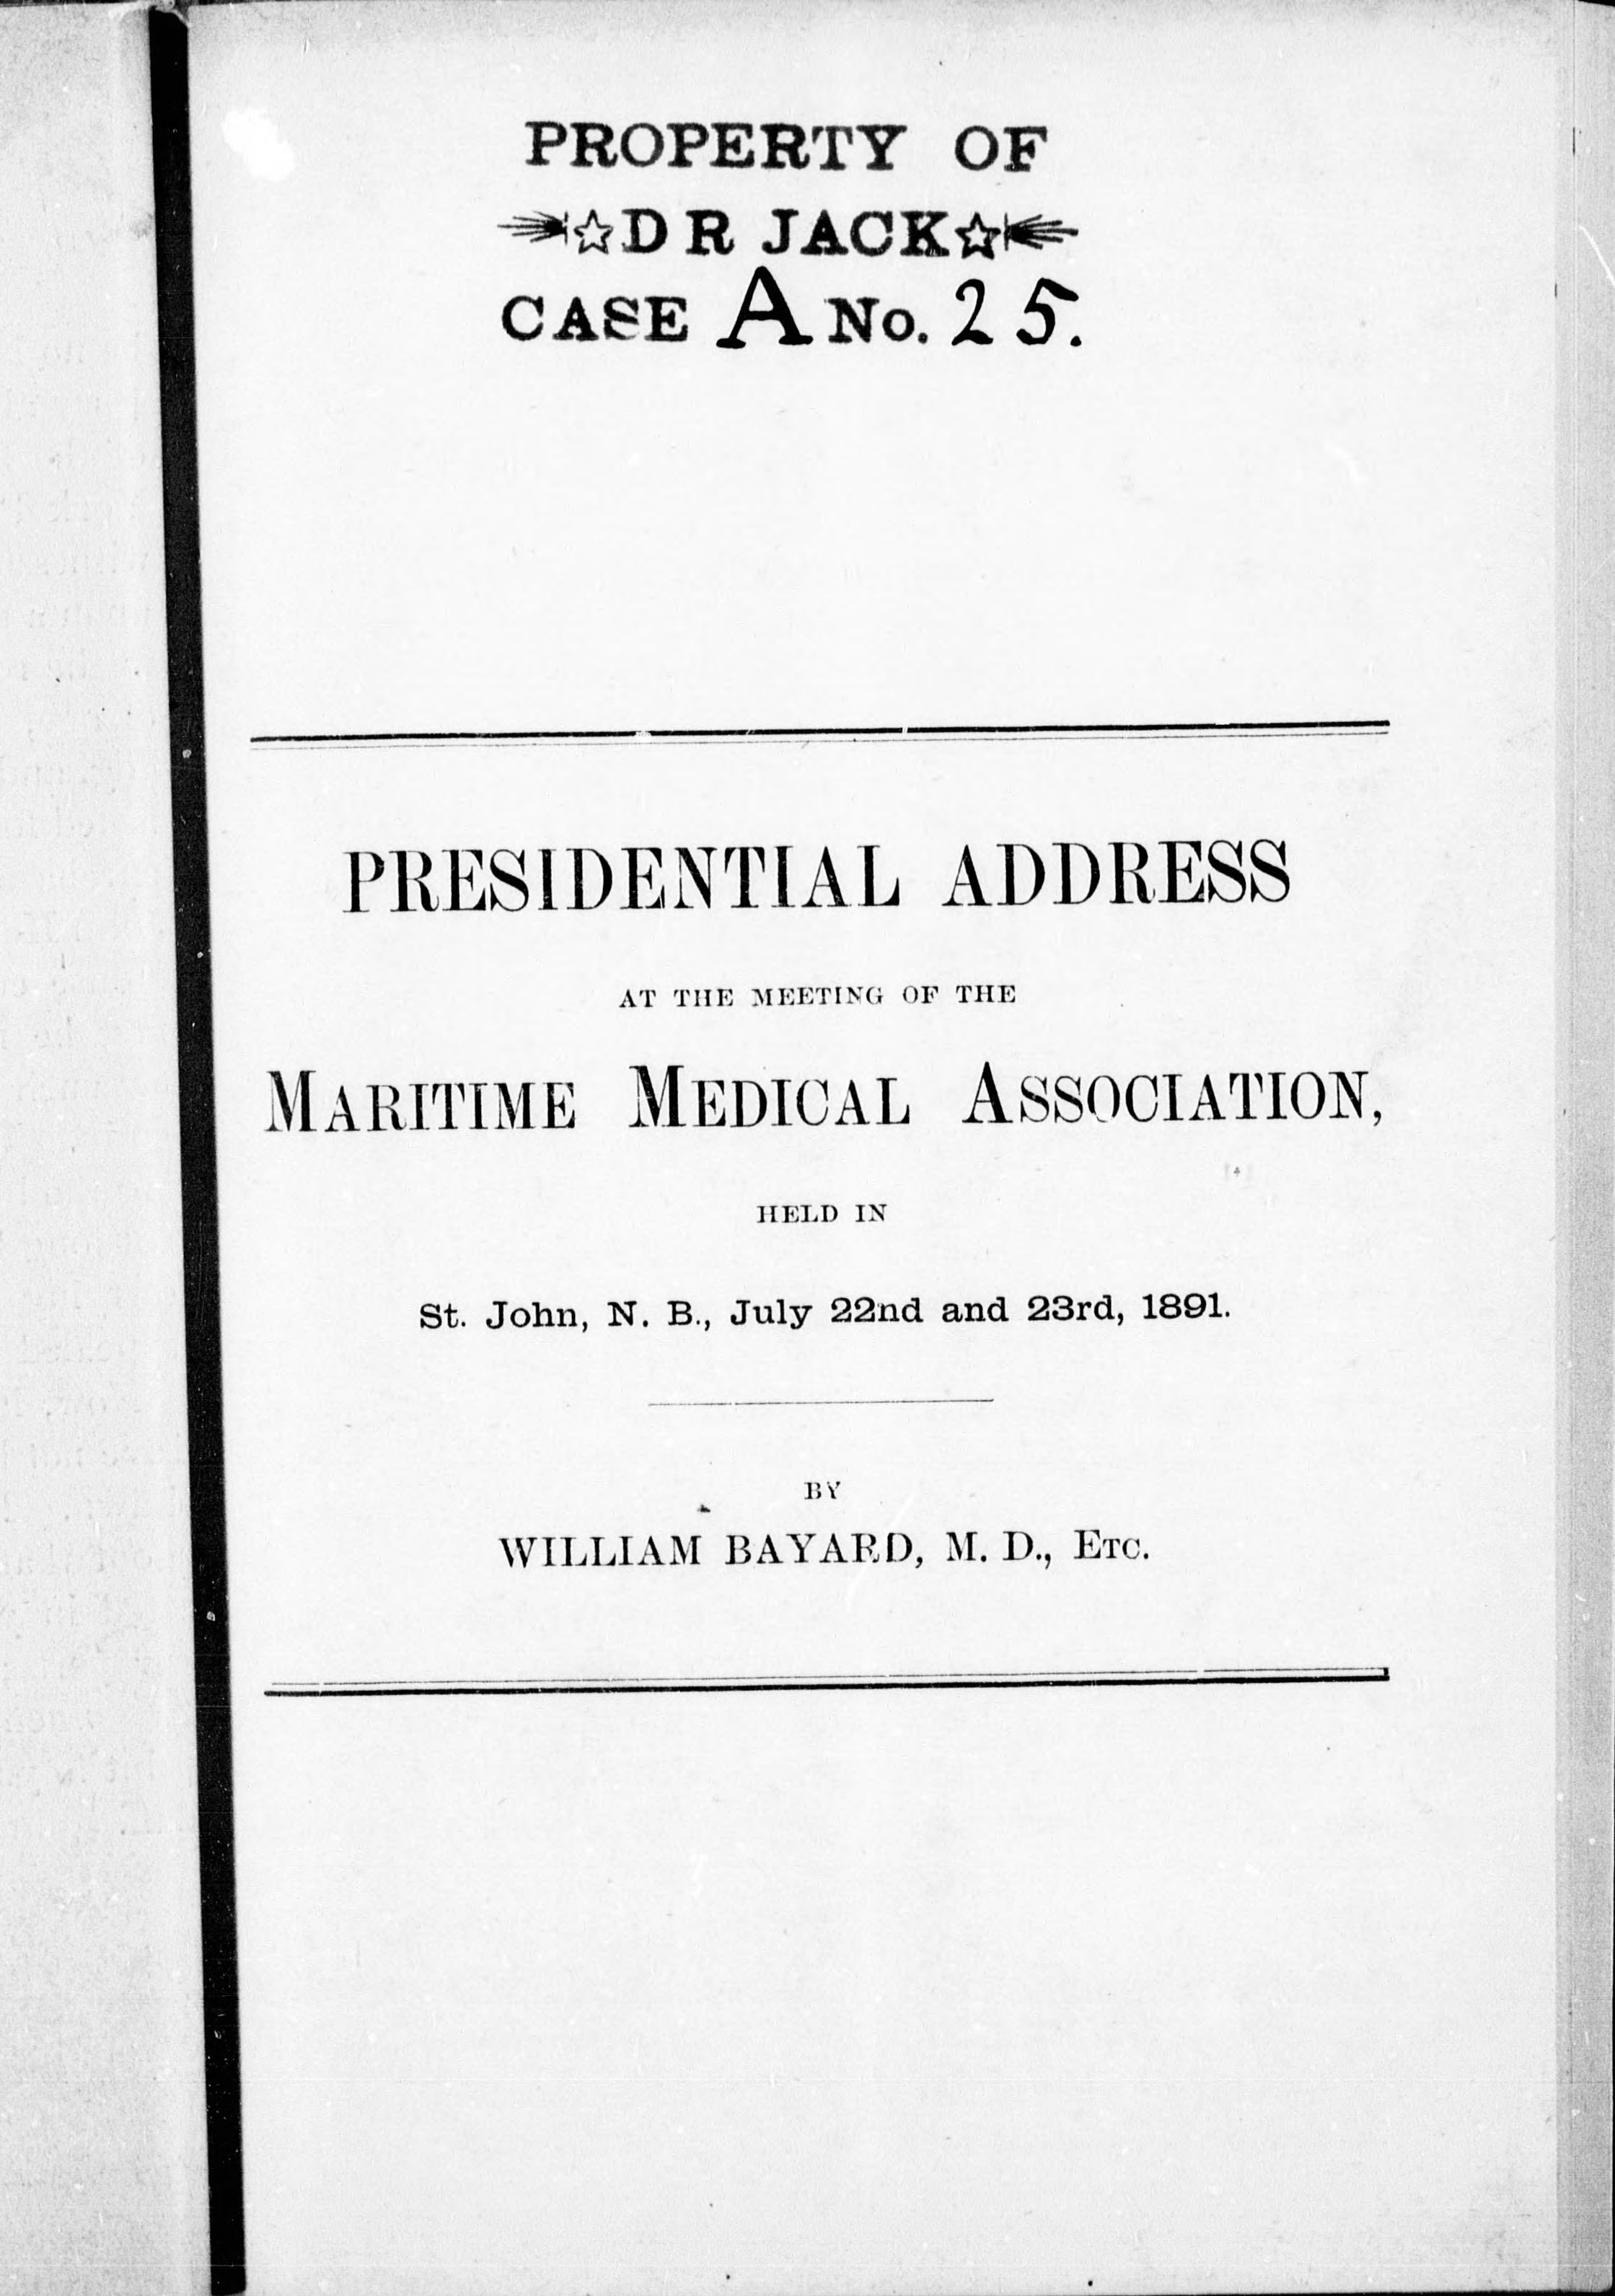 PROPERTY OF
☆DR JACK☆
CASE A No. 25.
PRESIDENTIAL ADDRESS
AT THE MEETING OF THE
MARITIME MEDICAL ASSOCIATION,
HELD IN
St. John, N. B., July 22nd and 23rd, 1891.
BY
WILLIAM BAYARD, M. D., ETC.